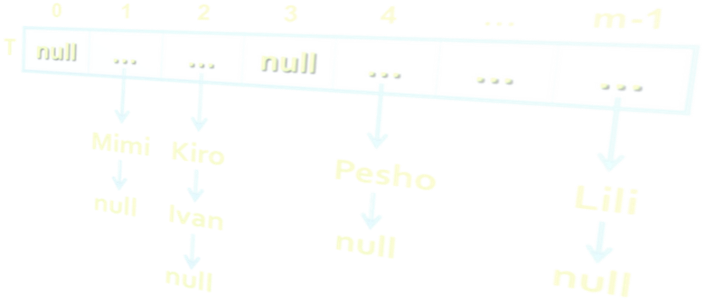 0 1 2 3 4 ... m-1
T null ... ... null ... ... ...
Mimi Kiro Pesho Lili
null Ivan null null
null